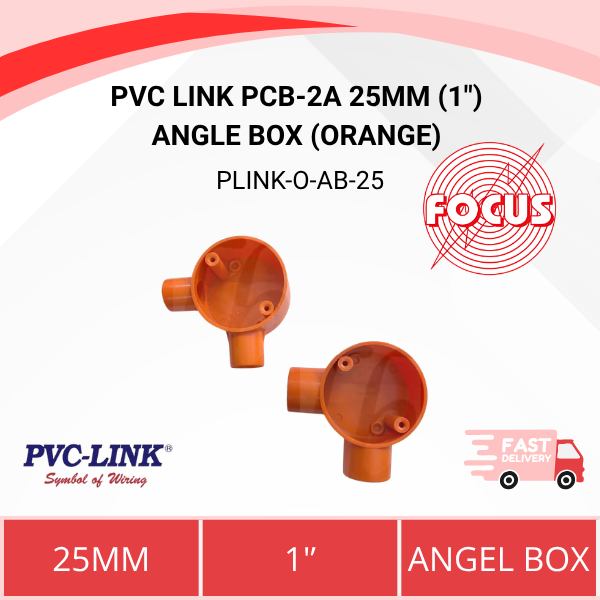 PVC LINK PCB-2A 25MM (1")
ANGLE BOX (ORANGE)
PLINK-O-AB-25
FOCUS
PVC-LINK®
Symbol of Wiring
FAST
DELIVERY
25MM
1"
ANGEL BOX